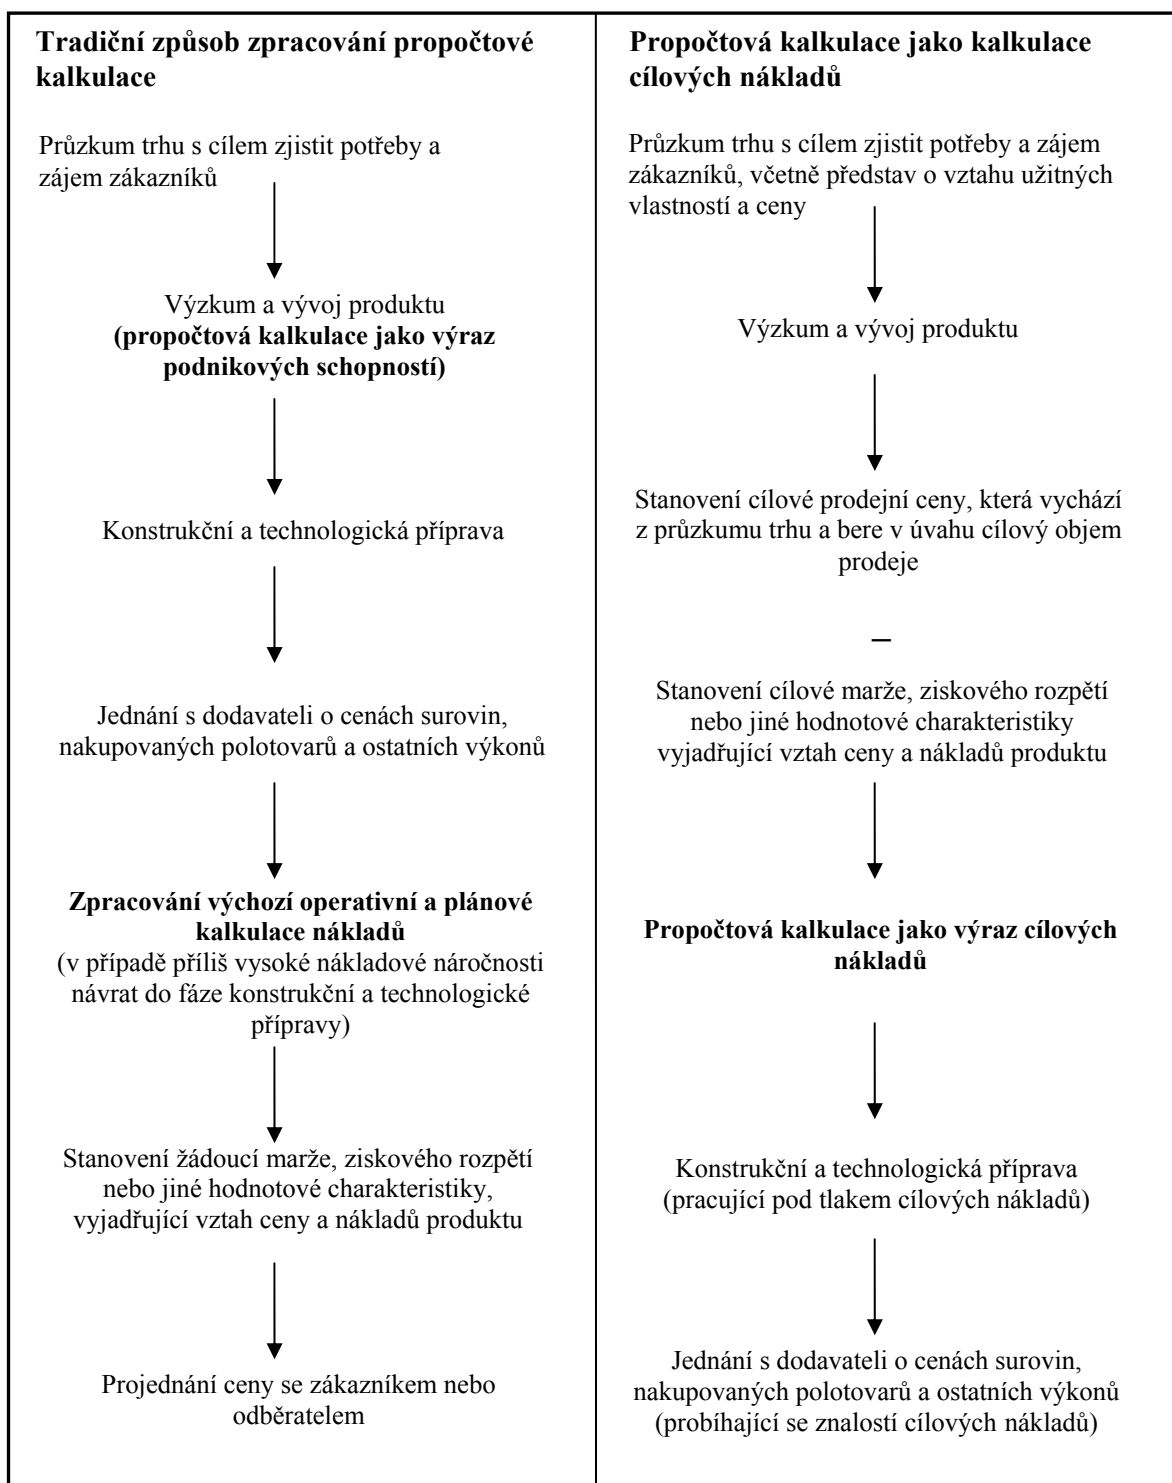 Tradiční způsob zpracování propočtové
kalkulace
Průzkum trhu s cílem zjistit potřeby a
zájem zákazníků
Výzkum a vývoj produktu
(propočtová kalkulace jako výraz
podnikových schopností)
Konstrukční a technologická příprava
Jednání s dodavateli o cenách surovin,
nakupovaných polotovarů a ostatních výkonů
Zpracování výchozí operativní a plánové
kalkulace nákladů
(v případě příliš vysoké nákladové náročnosti
návrat do fáze konstrukční a technologické
přípravy)
Stanovení žádoucí marže, ziskového rozpětí
nebo jiné hodnotové charakteristiky,
vyjadřující vztah ceny a nákladů produktu
Projednání ceny se zákazníkem nebo
odběratelem
Propočtová kalkulace jako kalkulace
cílových nákladů
Průzkum trhu s cílem zjistit potřeby a zájem
zákazníků, včetně představ o vztahu užitných
vlastností a ceny
Výzkum a vývoj produktu
Stanovení cílové prodejní ceny, která vychází
z průzkumu trhu a bere v úvahu cílový objem
prodeje
–
Stanovení cílové marže, ziskového rozpětí
nebo jiné hodnotové charakteristiky
vyjadřující vztah ceny a nákladů produktu
Propočtová kalkulace jako výraz cílových
nákladů
Konstrukční a technologická příprava
(pracující pod tlakem cílových nákladů)
Jednání s dodavateli o cenách surovin,
nakupovaných polotovarů a ostatních výkonů
(probíhající se znalostí cílových nákladů)